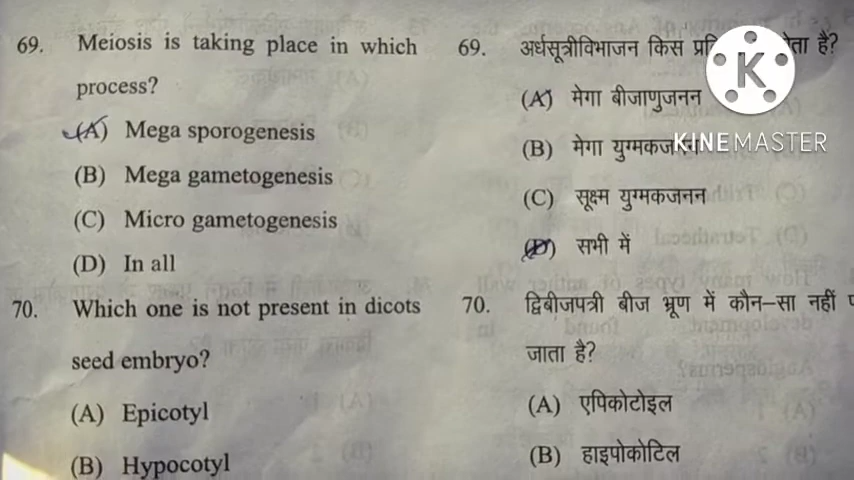 69. Meiosis is taking place in which
process?
(A) Mega sporogenesis
(B) Mega gametogenesis
(C) Micro gametogenesis
(D) In all
70. Which one is not present in dicots
seed embryo?
(A) Epicotyl
(B) Hypocotyl
69. अर्धसूत्रीविभाजन किस है?
(A) मेगा बीजाणुजनन
(B) मेगा युग्मकजनन
(C) सूक्ष्म युग्मकजनन
(D) सभी में
70. द्विबीजपत्री बीज भ्रूण में कौन-सा नहीं
जाता है?
(A) एपिकोटोइल
(B) हाइपोकोटिल
K
KINEMASTER